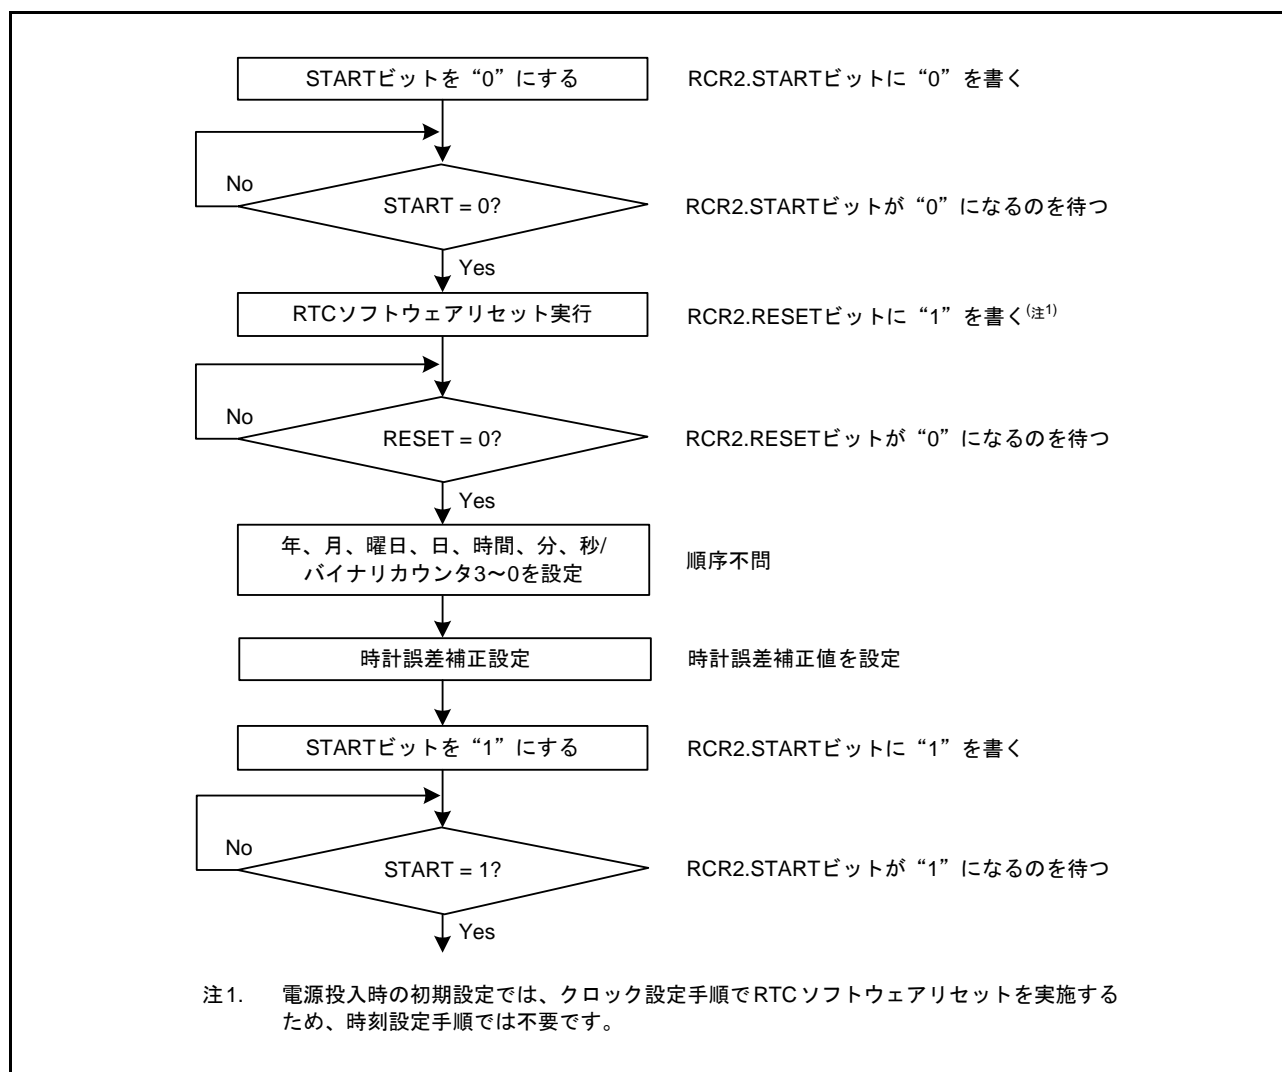 STARTビットを“0”にする
RCR2.STARTビットに“0”を書く
No
START = 0?
RCR2.STARTビットが“0”になるのを待つ
Yes
RTCソフトウェアリセット実行
RCR2.RESETビットに“1”を書く(注1)
No
RESET = 0?
RCR2.RESETビットが“0”になるのを待つ
Yes
年、月、曜日、日、時間、分、秒/
バイナリカウンタ3～0を設定
順序不問
時計誤差補正設定
時計誤差補正値を設定
STARTビットを“1”にする
RCR2.STARTビットに“1”を書く
No
START = 1?
RCR2.STARTビットが“1”になるのを待つ
Yes
注1. 電源投入時の初期設定では、クロック設定手順でRTCソフトウェアリセットを実施する
ため、時刻設定手順では不要です。